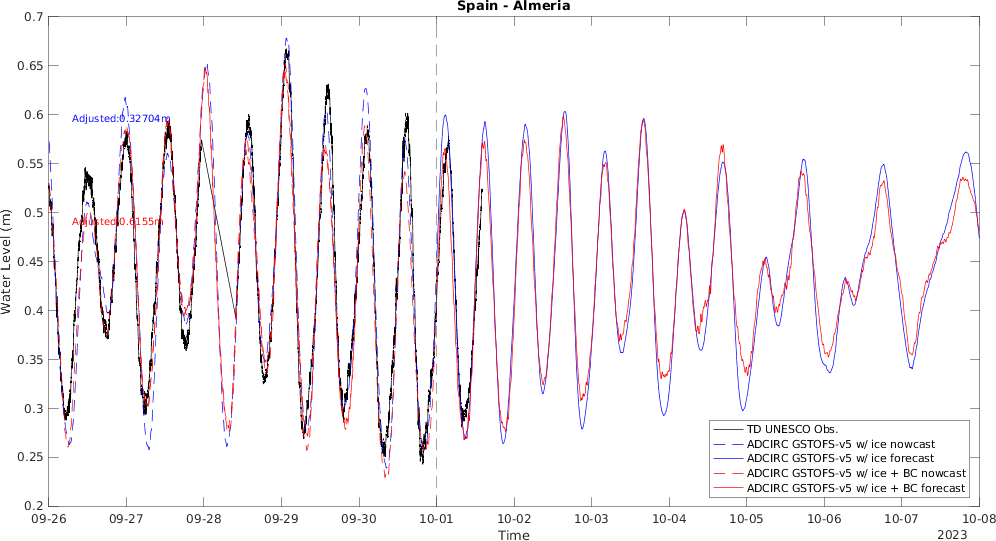 Spain - Almeria
0.7
0.65
0.6
0.55
0.5
0.45
0.4
0.35
0.3
0.25
0.2
Water Level (m)
Adjusted:0.32704m
Adjusted:0.6155m
TD UNESCO Obs.
ADCIRC GSTOFS-v5 w/ ice nowcast
ADCIRC GSTOFS-v5 w/ ice forecast
ADCIRC GSTOFS-v5 w/ ice + BC nowcast
ADCIRC GSTOFS-v5 w/ ice + BC forecast
09-26 09-27 09-28 09-29 09-30 10-01 10-02 10-03 10-04 10-05 10-06 10-07 10-08
Time
2023